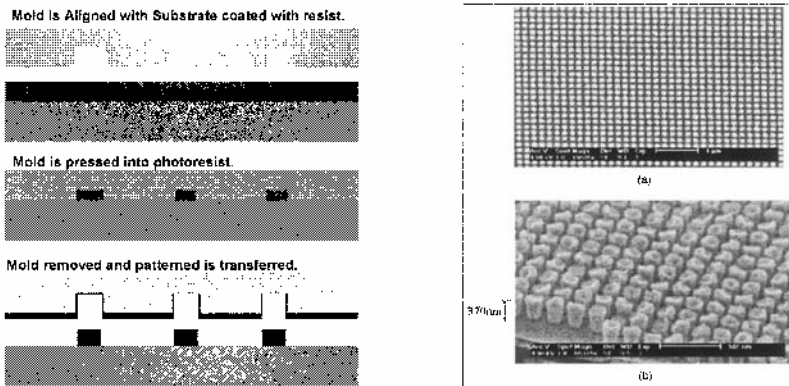 Mold is Aligned with Substrate coated with resist.
Mold is pressed into photoresist.
Mold removed and patterned is transferred.
(a)
370nm
(b)